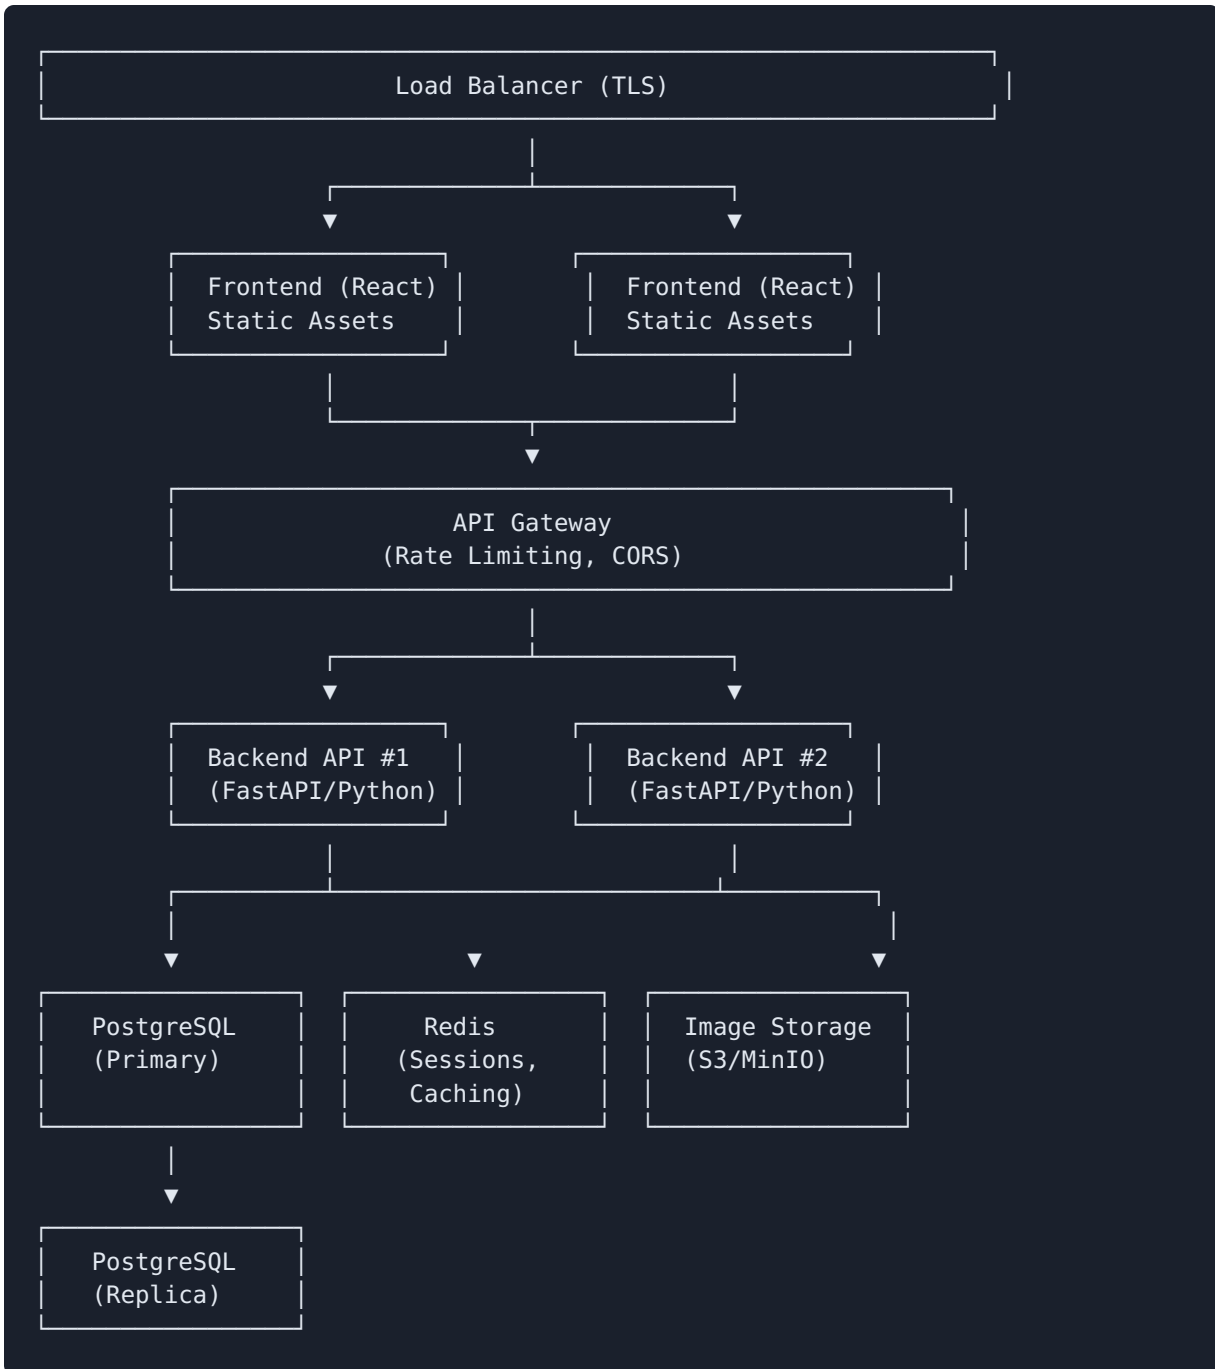 Load Balancer (TLS)
Frontend (React)
Static Assets
Frontend (React)
Static Assets
API Gateway
(Rate Limiting, CORS)
Backend API #1
(FastAPI/Python)
Backend API #2
(FastAPI/Python)
PostgreSQL
(Primary)
Redis
(Sessions,
Caching)
Image Storage
(S3/MinIO)
PostgreSQL
(Replica)